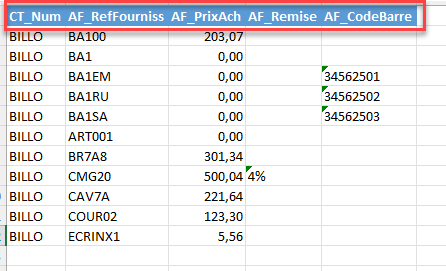 CT_Num AF_RefFourniss AF_PrixAch AF_Remise AF_CodeBarre
BILLO BA100 203,07
BILLO BA1 0,00
BILLO BA1EM 0,00 34562501
BILLO BA1RU 0,00 34562502
BILLO BA1SA 0,00 34562503
BILLO ART001 0,00
BILLO BR7A8 301,34
BILLO CMG20 500,04 4%
BILLO CAV7A 221,64
BILLO COUR02 123,30
BILLO ECRINX1 5,56